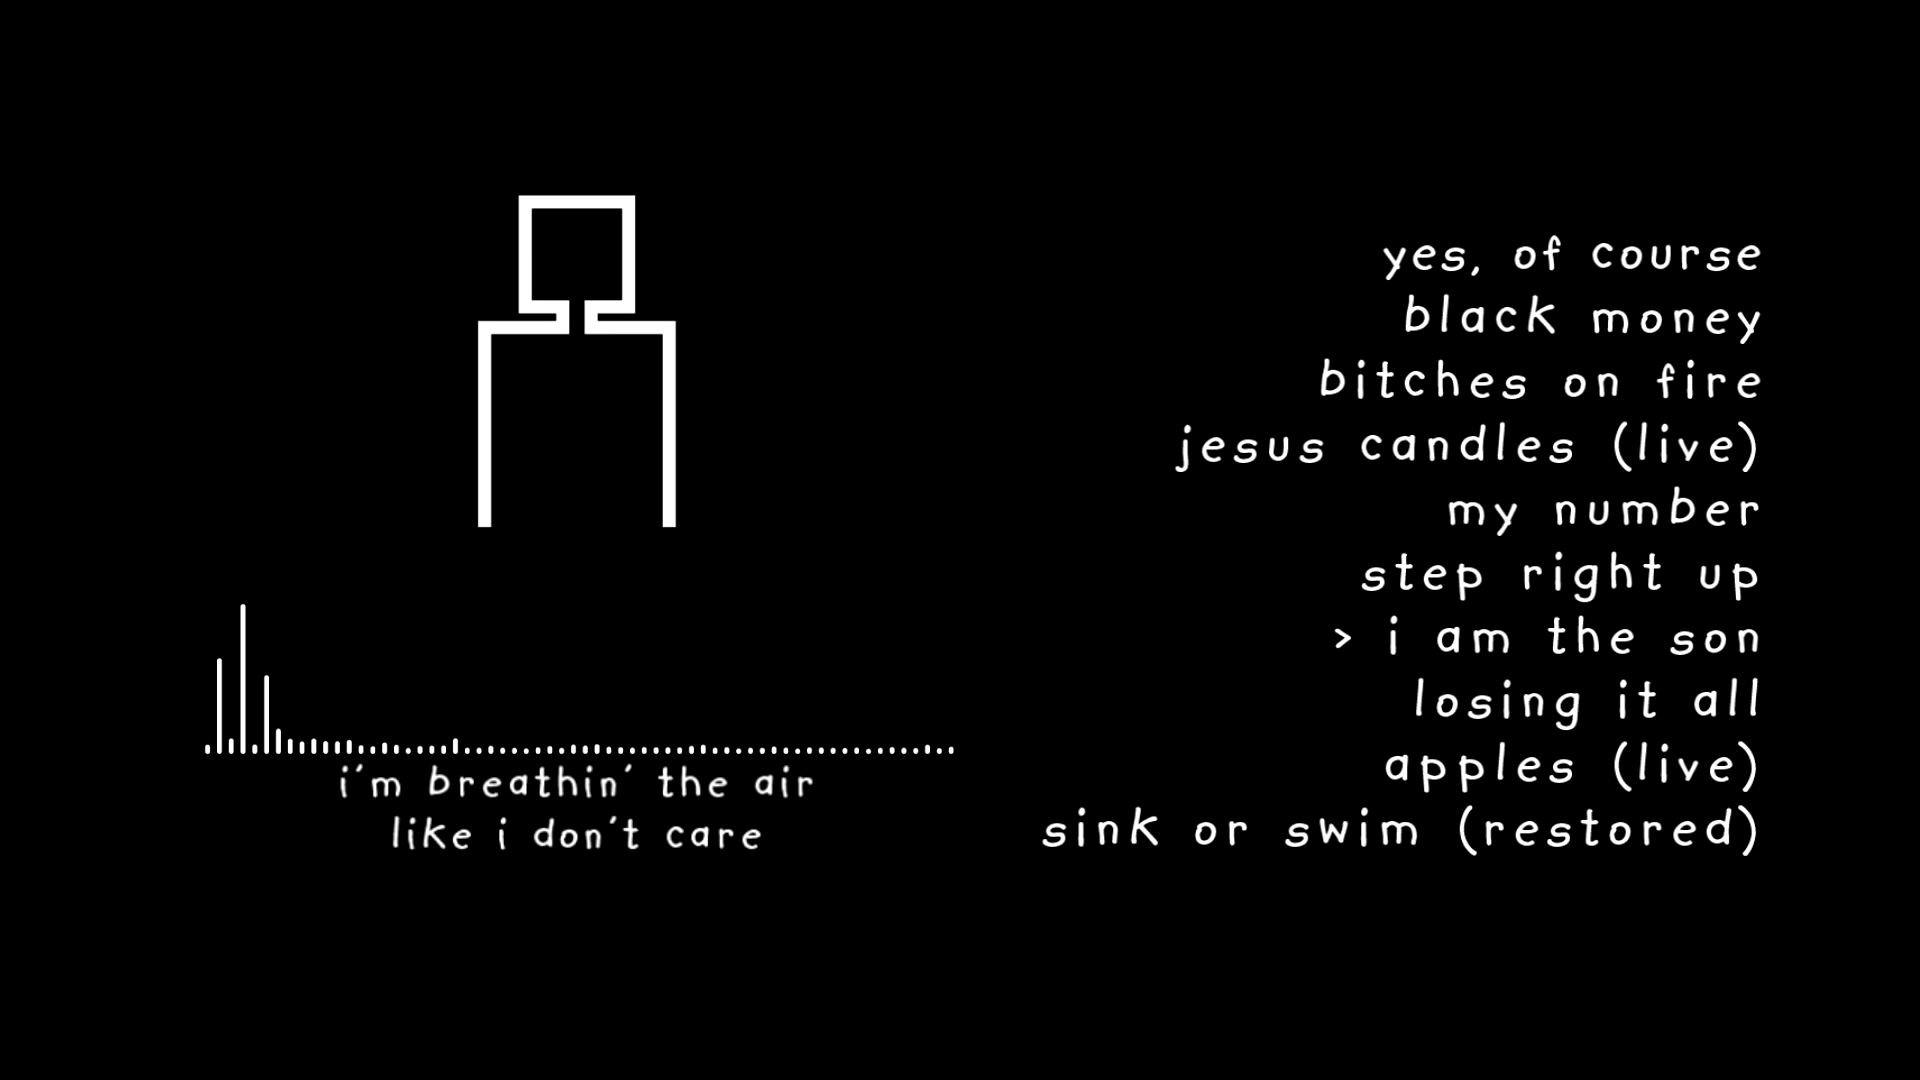 i'm breathin' the air
like i don't care
yes, of course
black money
bitches on fire
jesus candles (live)
my number
step right up
> i am the son
losing it all
apples (live)
sink or swim (restored)